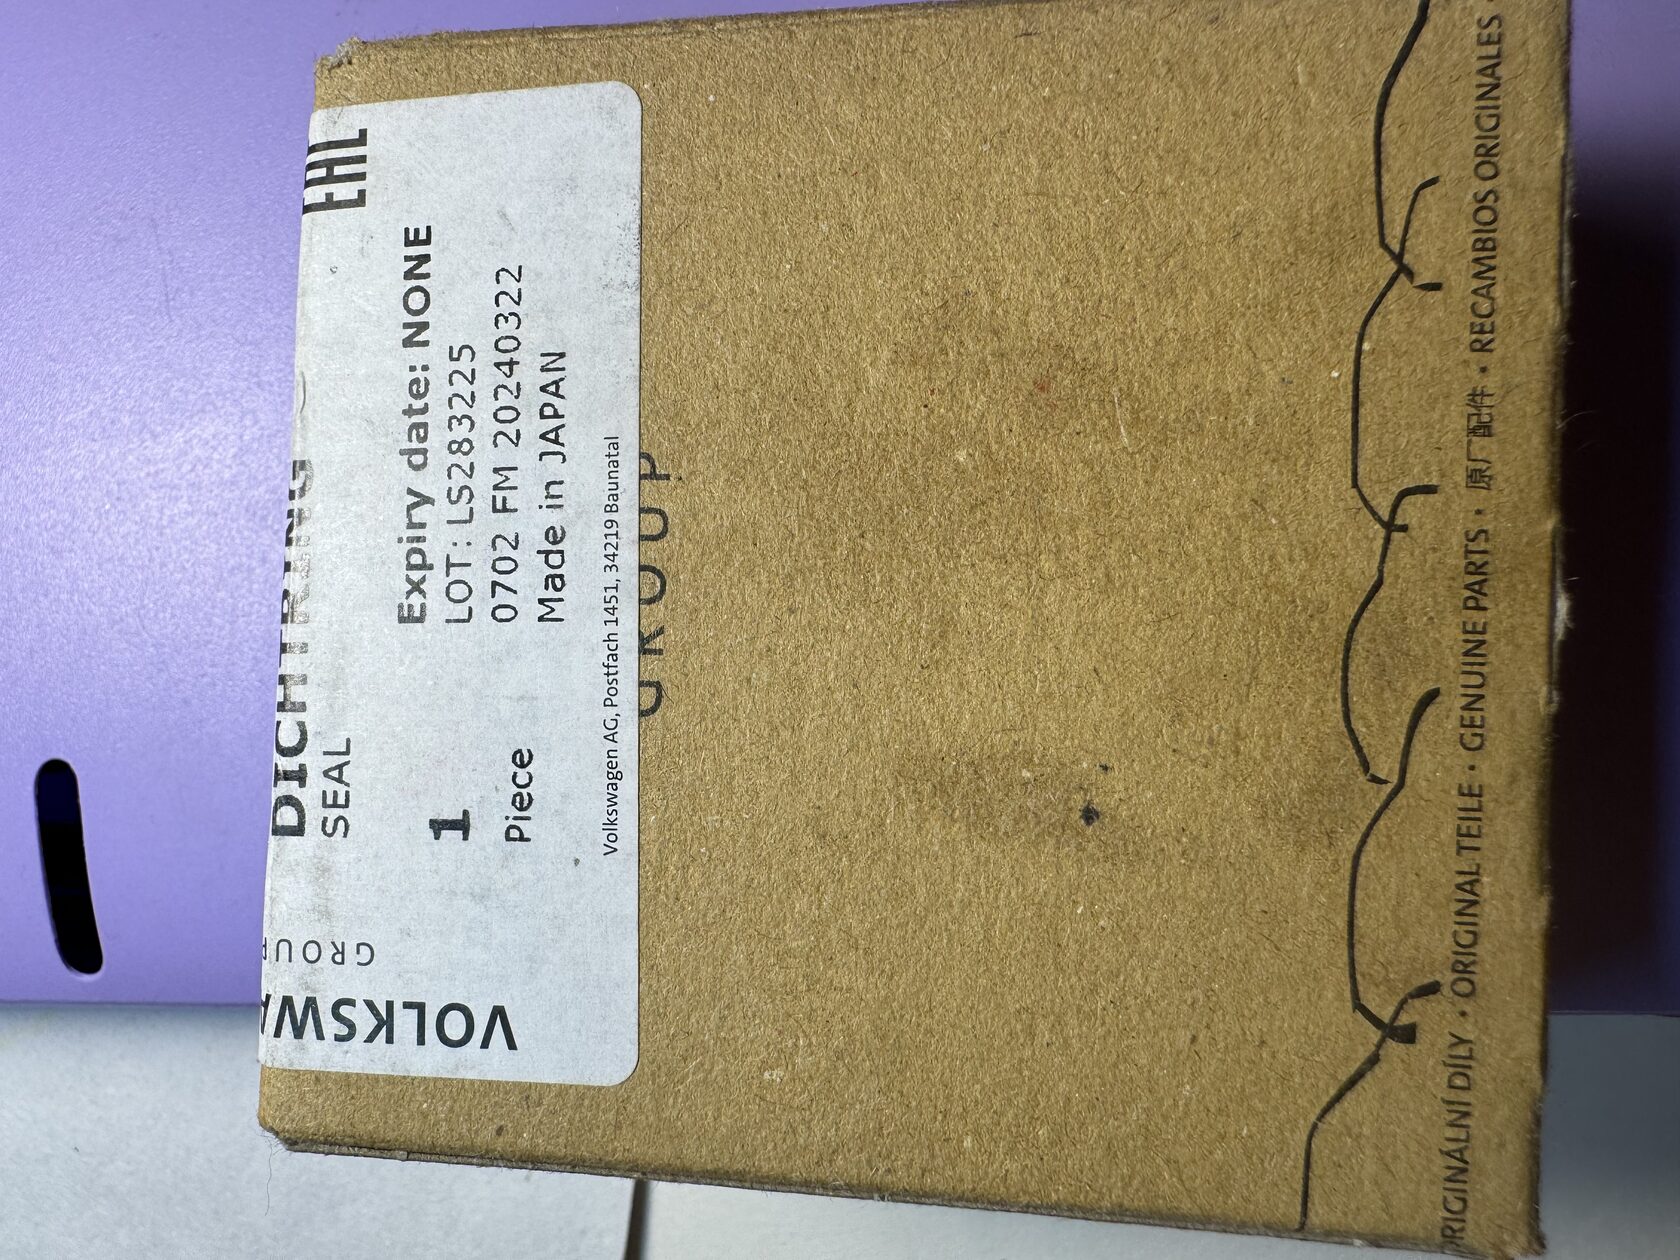 DICHTRING
SEAL
EAC
1
Piece
Expiry date: NONE
LOT: LS283225
0702 FM 20240322
Made in JAPAN
Volkswagen AG, Postfach 1451, 34219 Baunatal
VOLKSWA
GROUP
GROUP
ORIGINÁLNÍ DÍLY · ORIGINAL TEILE · GENUINE PARTS · 原厂配件 · RECAMBIOS ORIGINALES ·